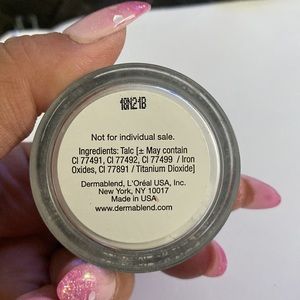 16N21B
Not for individual sale.
Ingredients: Talc [± May contain
CI 77491, CI 77492, CI 77499 / Iron
Oxides, CI 77891 / Titanium Dioxide]
Dermablend, L'Oréal USA, Inc.
New York, NY 10017
Made in USA
www.dermablend.com